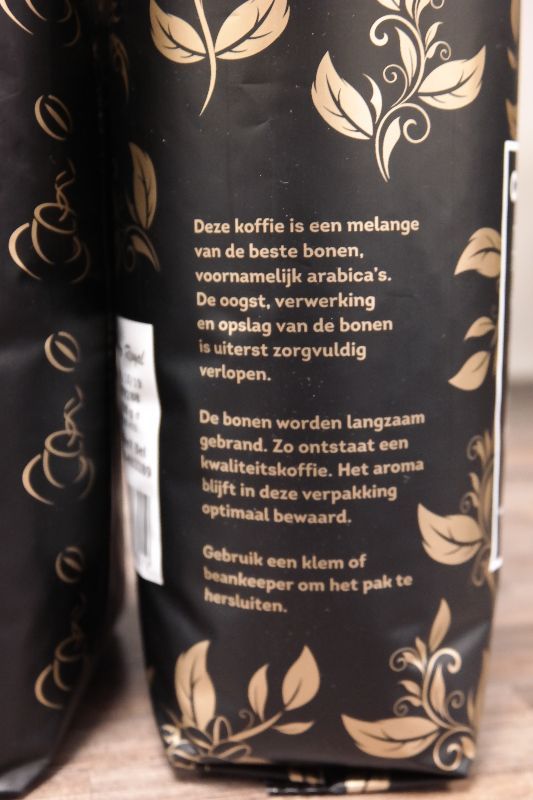 Deze koffie is een melange
van de beste bonen,
voornamelijk arabica's.
De oogst, verwerking
en opslag van de bonen
is uiterst zorgvuldig
verlopen.
De bonen worden langzaam
gebrand. Zo ontstaat een
kwaliteitskoffie. Het aroma
blijft in deze verpakking
optimaal bewaard.
Gebruik een klem of
beankeeper om het pak te
hersluiten.